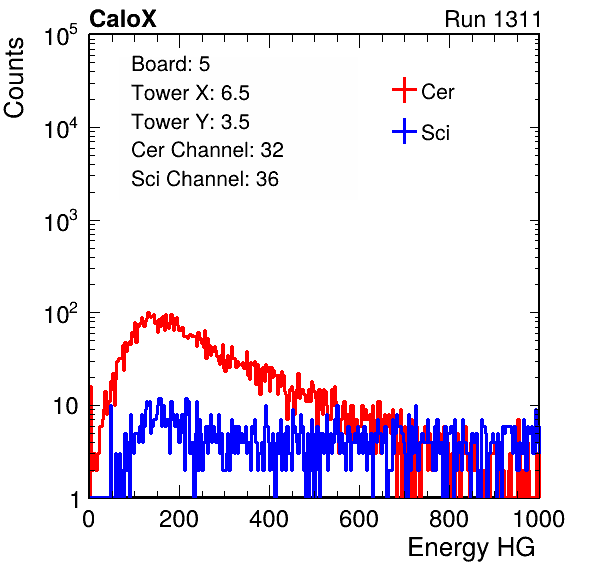 CaloX Run 1311
Counts
10^5
10^4
10^3
10^2
10
1
Board: 5
Tower X: 6.5
Tower Y: 3.5
Cer Channel: 32
Sci Channel: 36
Cer
Sci
0 200 400 600 800 1000
Energy HG